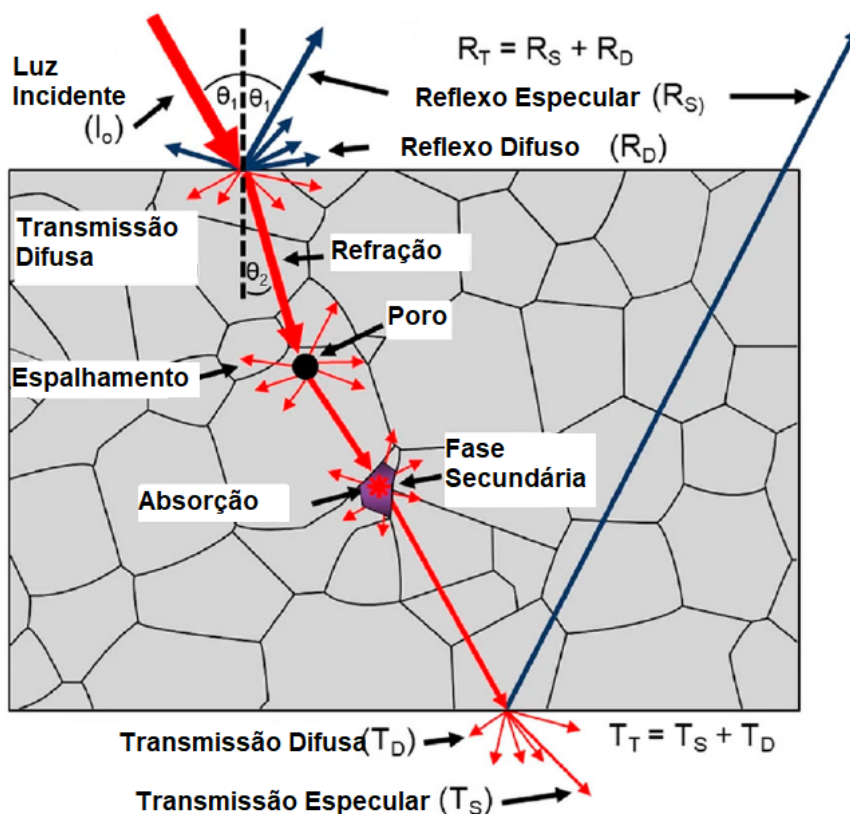 Luz
Incidente
(I₀)
θ₁
θ₁
R_T = R_S + R_D
Reflexo Especular (R_S)
Reflexo Difuso (R_D)
Transmissão
Difusa
Refração
θ₂
Poro
Espalhamento
Fase
Secundária
Absorção
Transmissão Difusa(T_D)
T_T = T_S + T_D
Transmissão Especular (T_S)